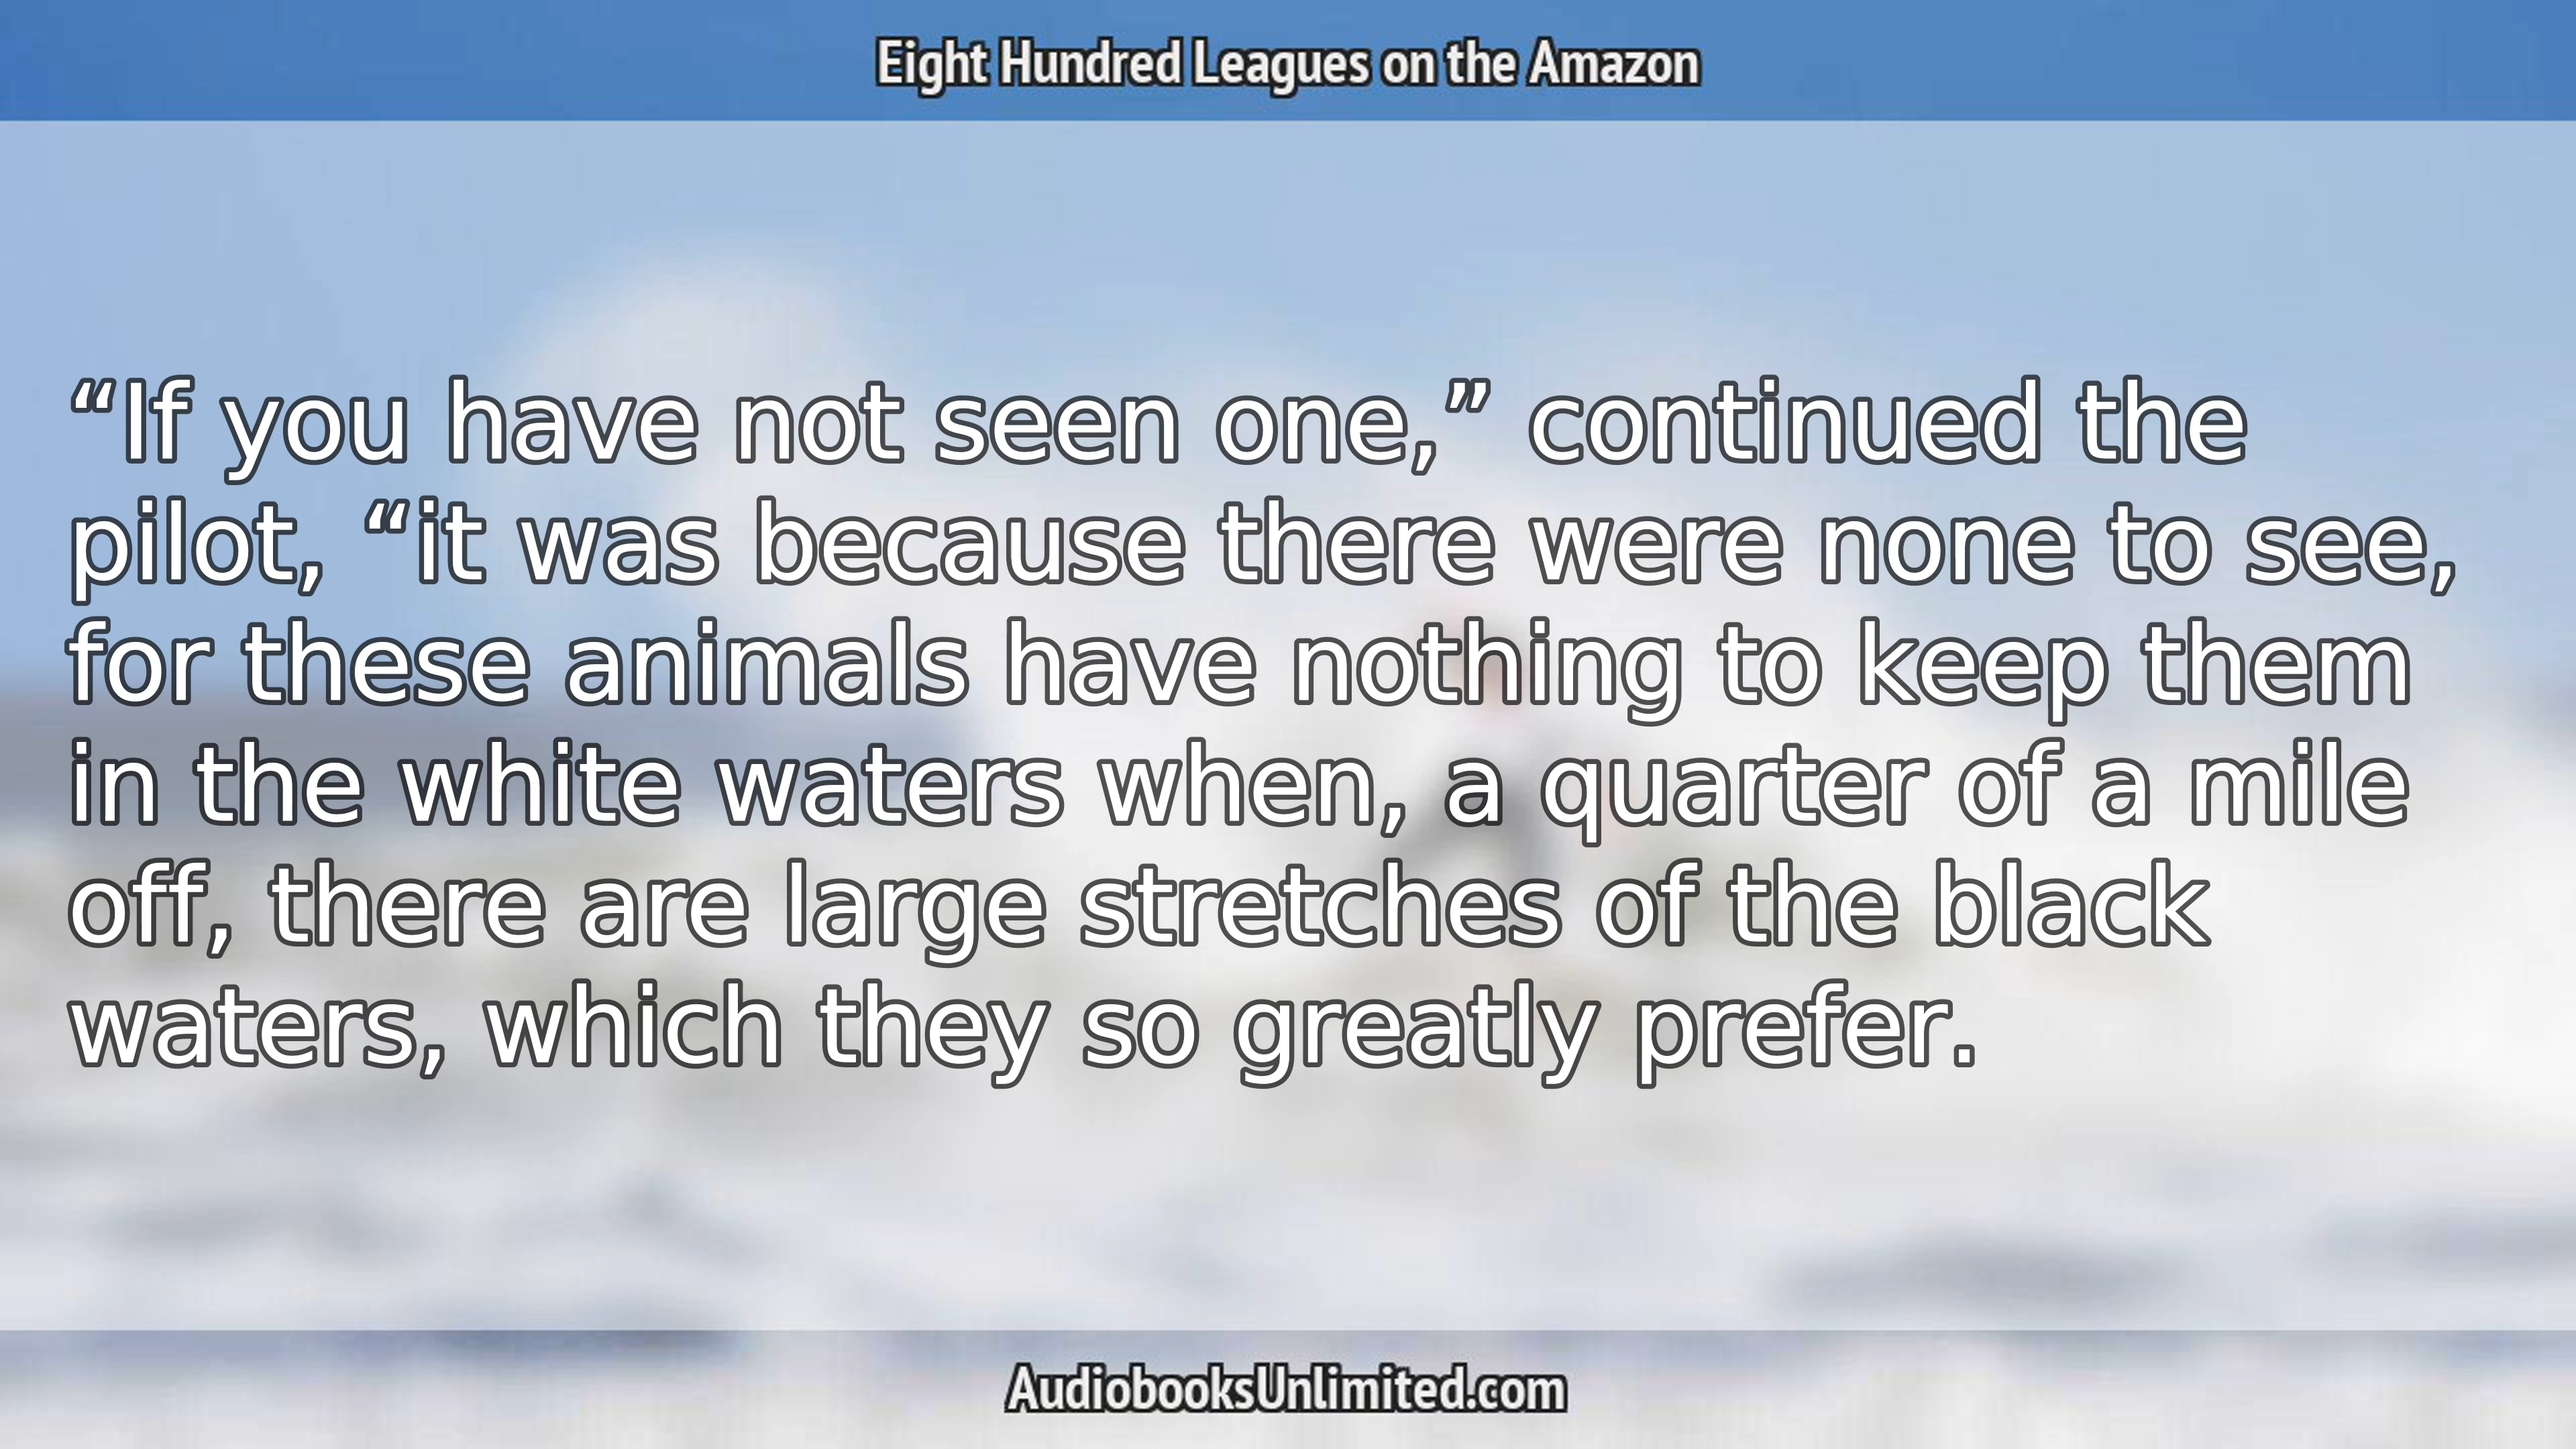 Eight Hundred Leagues on the Amazon
“If you have not seen one,” continued the
pilot, “it was because there were none to see,
for these animals have nothing to keep them
in the white waters when, a quarter of a mile
off, there are large stretches of the black
waters, which they so greatly prefer.
AudiobooksUnlimited.com